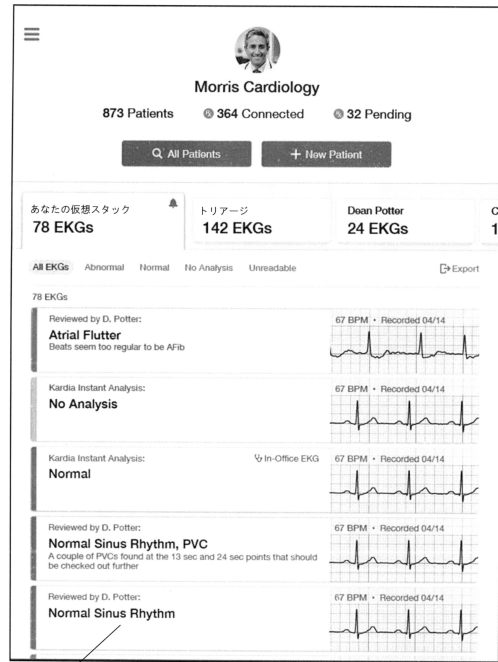 Morris Cardiology
873 Patients 364 Connected 32 Pending
All Patients + New Patient
あなたの仮想スタック
78 EKGs
トリアージ
142 EKGs
Dean Potter
24 EKGs
C
1
All EKGs Abnormal Normal No Analysis Unreadable Export
78 EKGs
Reviewed by D. Potter:
Atrial Flutter
Beats seem too regular to be AFib
67 BPM • Recorded 04/14
Kardia Instant Analysis:
No Analysis
67 BPM • Recorded 04/14
Kardia Instant Analysis:
Normal
In-Office EKG
67 BPM • Recorded 04/14
Reviewed by D. Potter:
Normal Sinus Rhythm, PVC
A couple of PVCs found at the 13 sec and 24 sec points that should
be checked out further
67 BPM • Recorded 04/14
Reviewed by D. Potter:
Normal Sinus Rhythm
67 BPM • Recorded 04/14